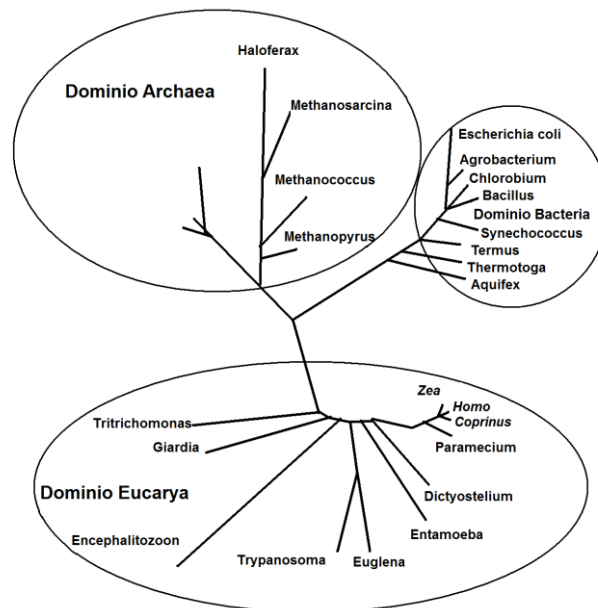 Haloferax
Dominio Archaea
Methanosarcina
Methanococcus
Methanopyrus
Escherichia coli
Agrobacterium
Chlorobium
Bacillus
Dominio Bacteria
Synechococcus
Termus
Thermotoga
Aquifex
Zea
Homo
Coprinus
Paramecium
Tritrichomonas
Giardia
Dominio Eucarya
Dictyostelium
Entamoeba
Encephalitozoon
Trypanosoma
Euglena